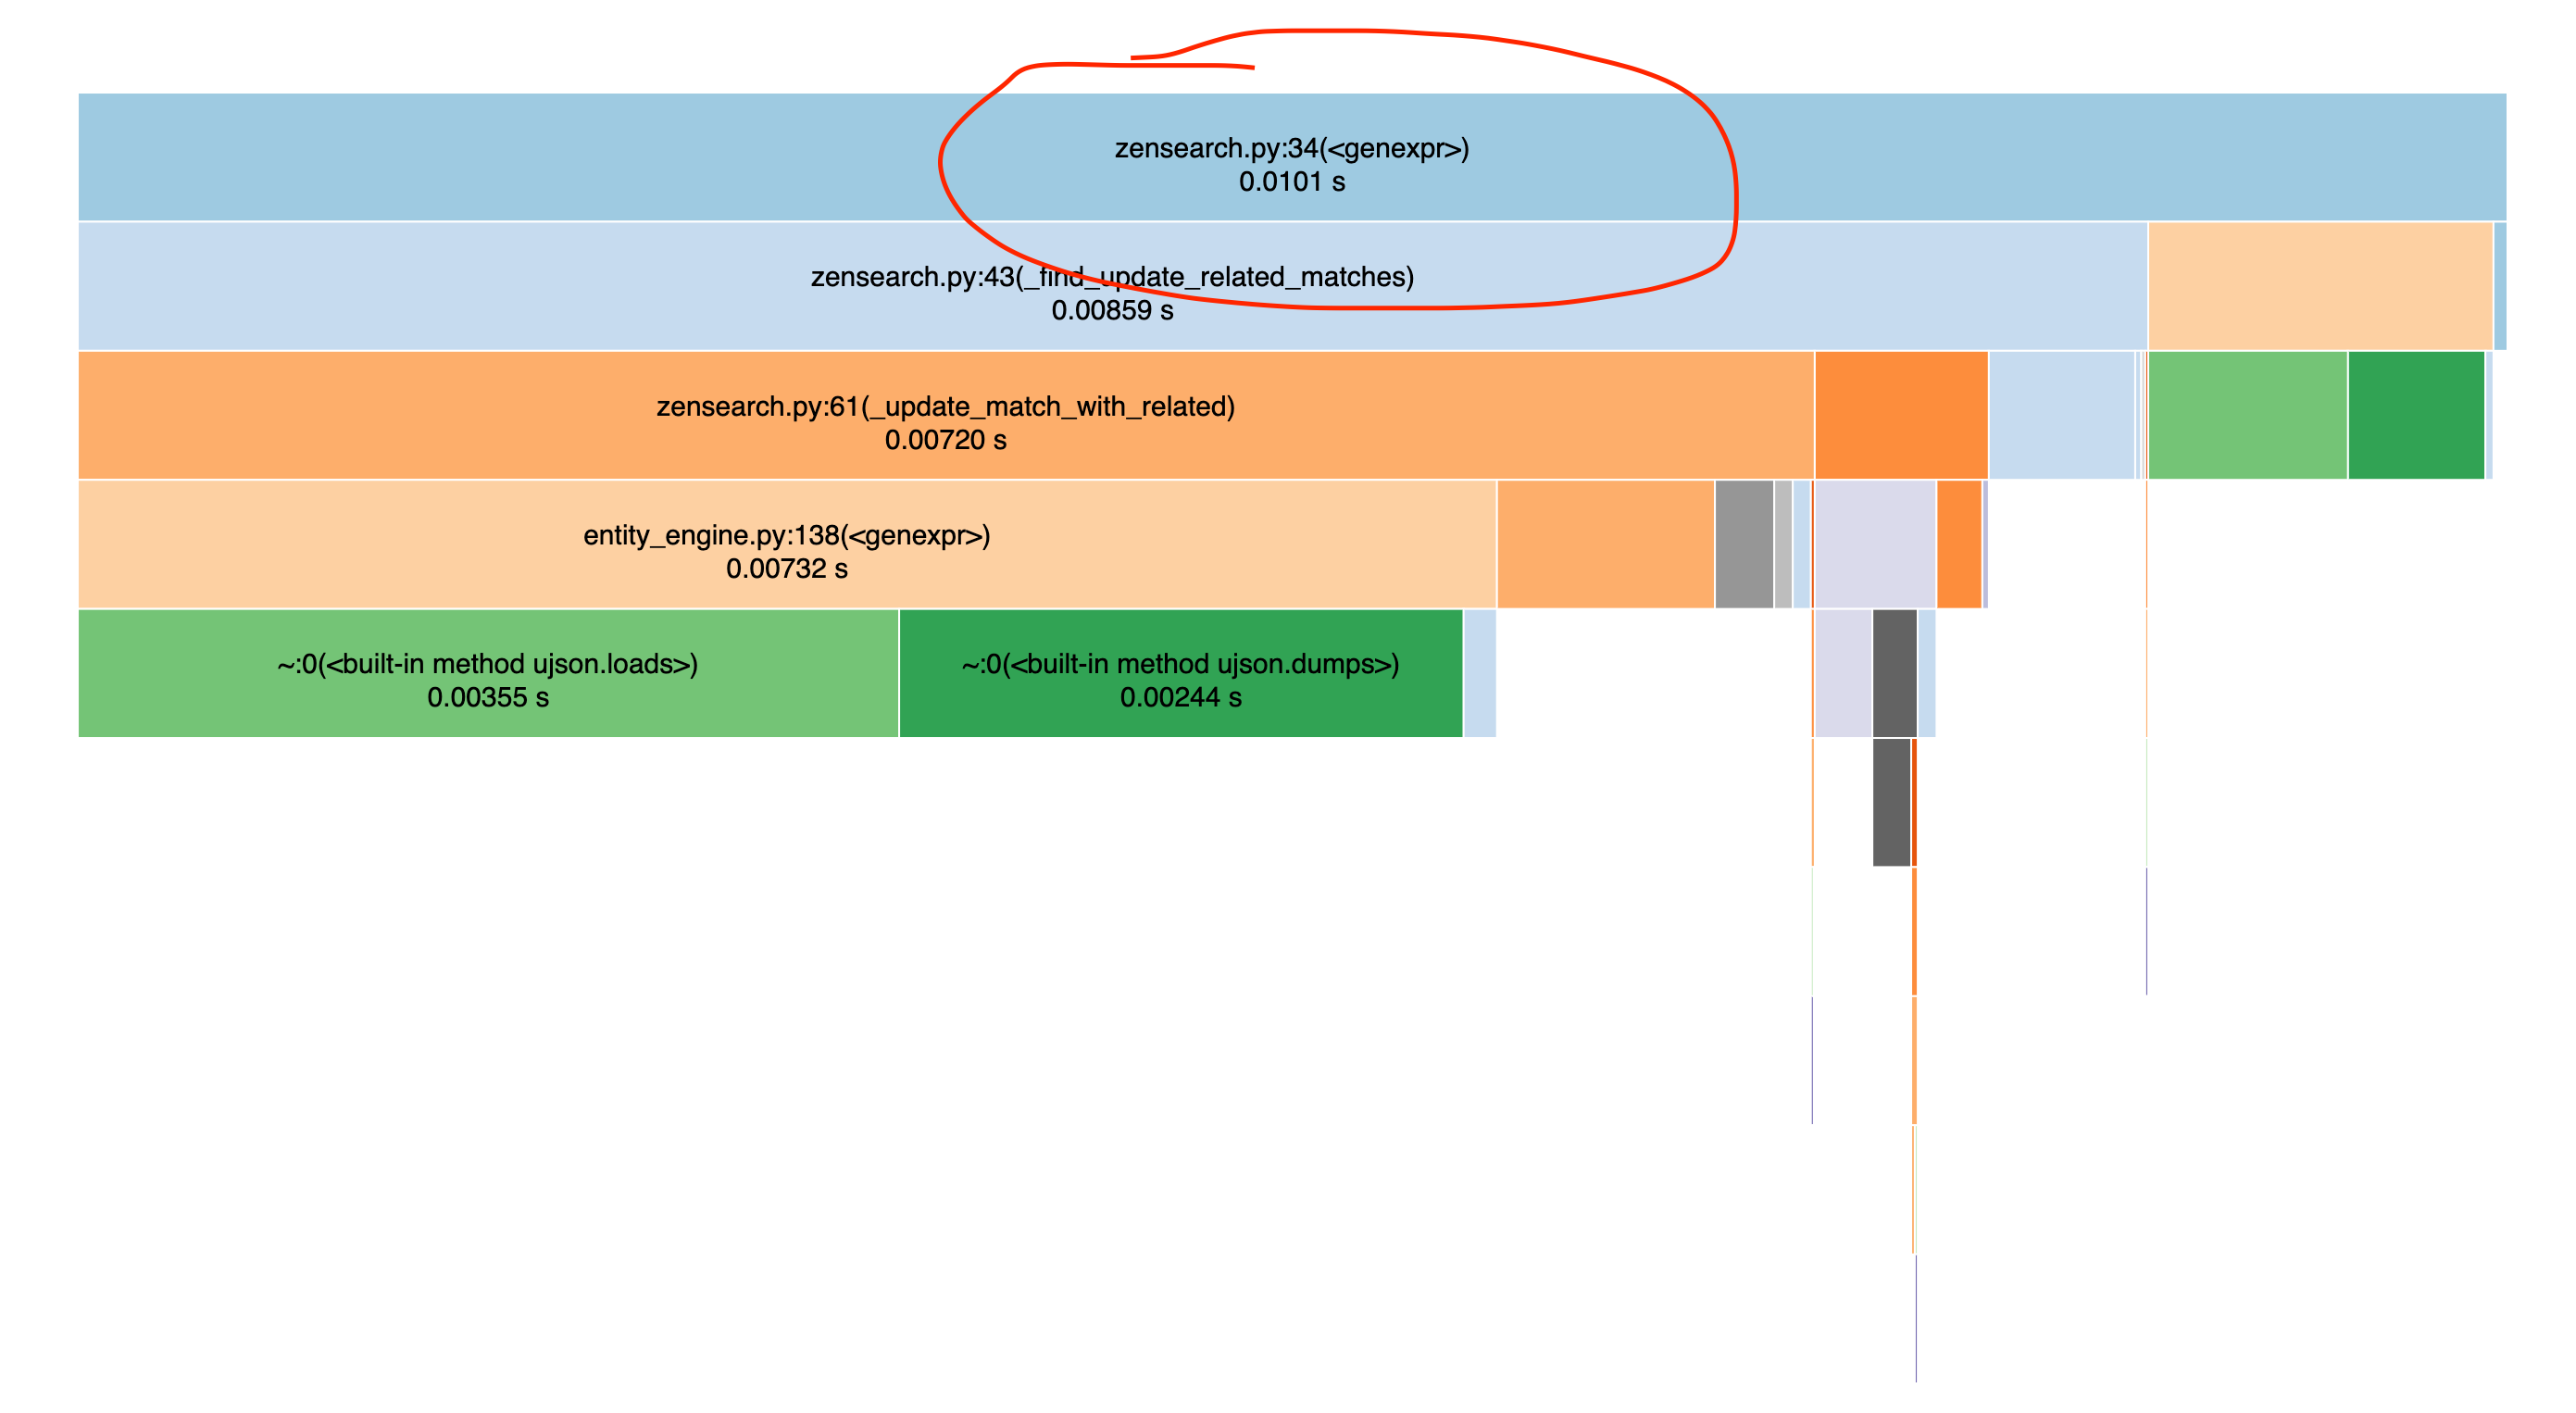 zensearch.py:34(<genexpr>)
0.0101 s
zensearch.py:43(_find_update_related_matches)
0.00859 s
zensearch.py:61(_update_match_with_related)
0.00720 s
entity_engine.py:138(<genexpr>)
0.00732 s
~:0(<built-in method ujson.loads>)
0.00355 s
~:0(<built-in method ujson.dumps>)
0.00244 s